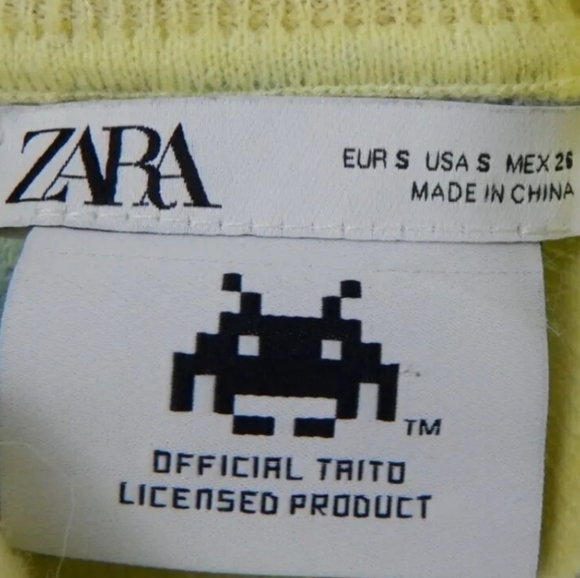 ZARA
EUR S USA S MEX 26
MADE IN CHINA
TM
OFFICIAL TAITO
LICENSED PRODUCT